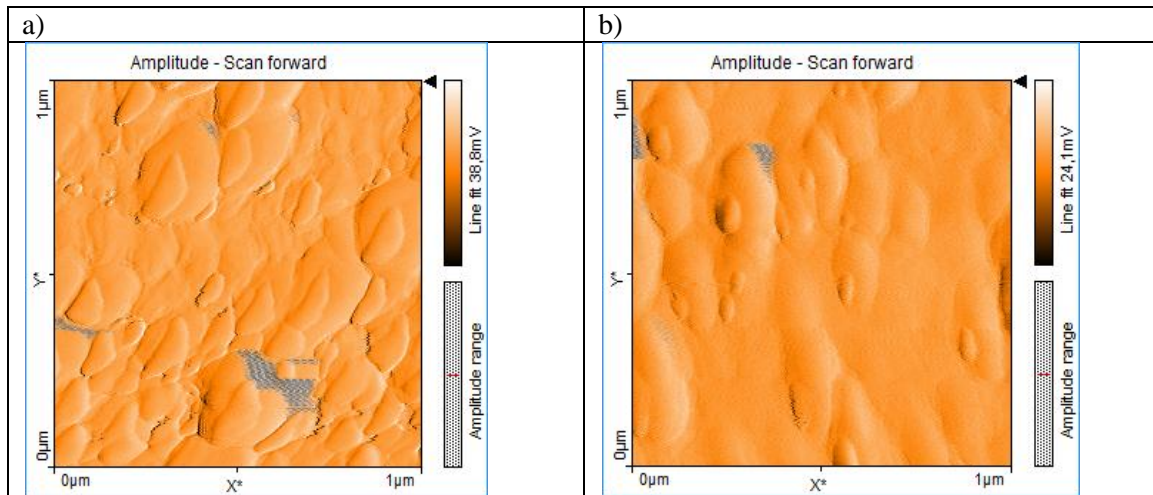 a)
b)
Amplitude - Scan forward
1µm
Y*
0µm
0µm
X*
1µm
Line fit 38,8mV
Amplitude range
Amplitude - Scan forward
1µm
Y*
0µm
0µm
X*
1µm
Line fit 24,1mV
Amplitude range